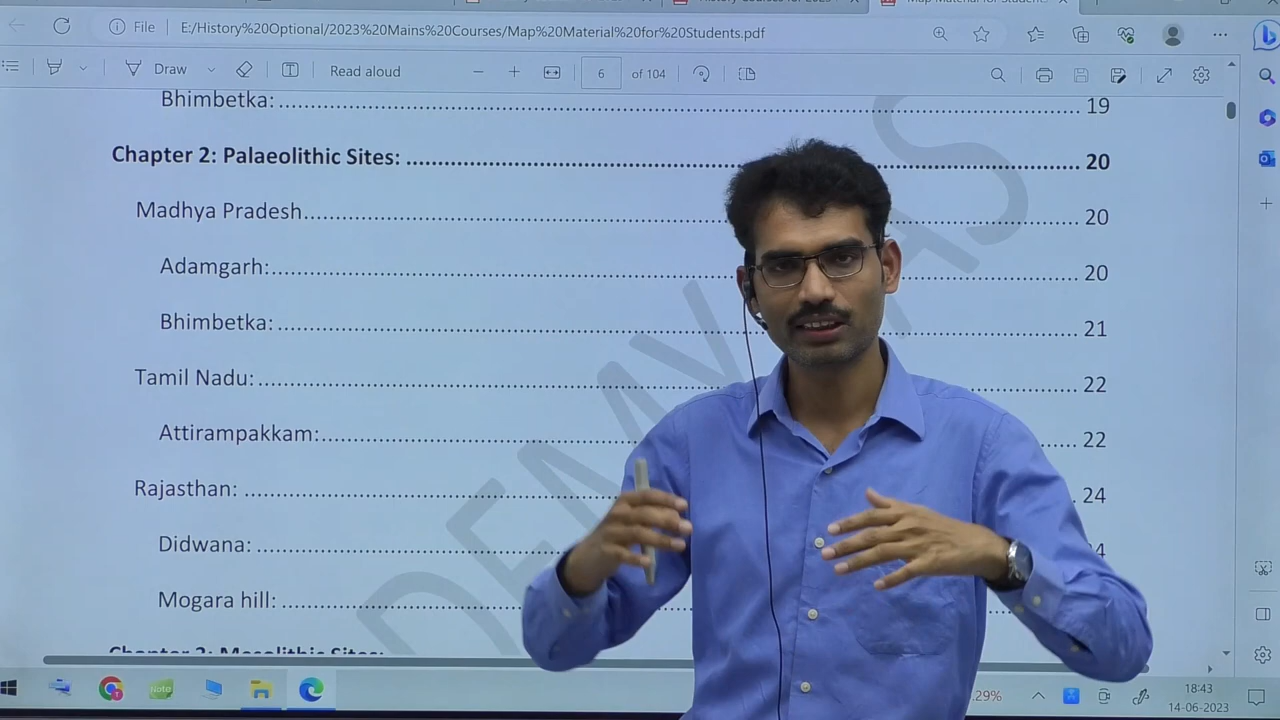 File E:/History%20Optional/2023%20Mains%20Courses/Map%20Material%20for%20Students.pdf
Draw Read aloud 6 of 104
Bhimbetka: 19
Chapter 2: Palaeolithic Sites: 20
Madhya Pradesh 20
Adamgarh: 20
Bhimbetka: 21
Tamil Nadu: 22
Attirampakkam: 22
Rajasthan: 24
Didwana:
Mogara hill:
Note
29%
18:43
14-06-2023